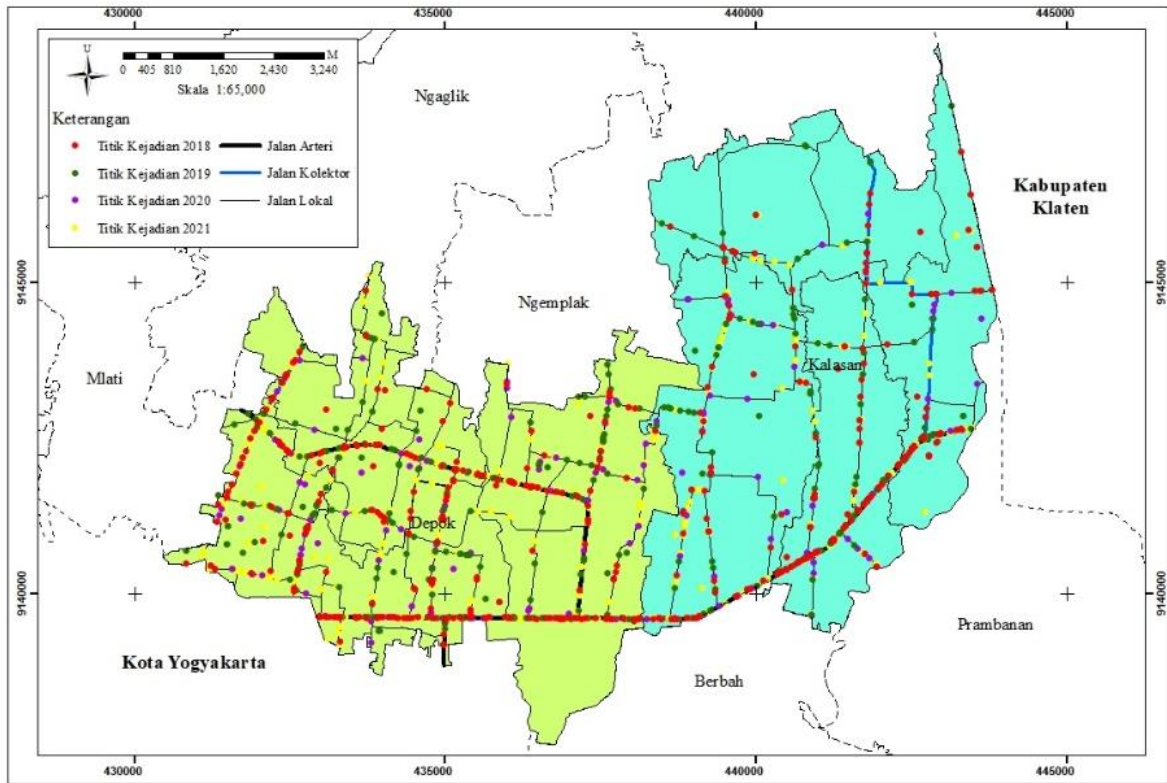 430000 435000 440000 445000
U
M
0 405 810 1,620 2,430 3,240
Skala 1:65,000
Keterangan
Titik Kejadian 2018 Jalan Arteri
Titik Kejadian 2019 Jalan Kolektor
Titik Kejadian 2020 Jalan Lokal
Titik Kejadian 2021
Ngaglik
Kabupaten
Klaten
9145000 9145000
Ngemplak
Mlati
Kalasan
Depok
9140000 9140000
Prambanan
Kota Yogyakarta
Berbah
430000 435000 440000 445000